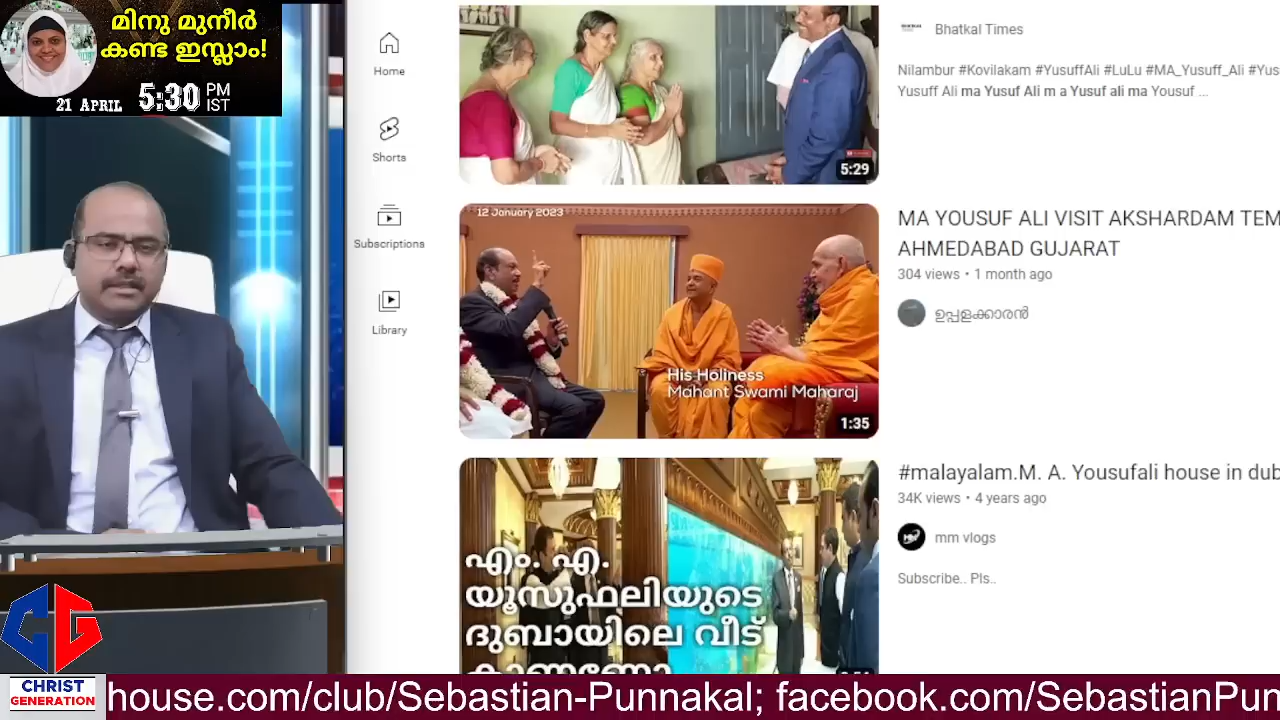 മിനു മുനീർ
കണ്ട ഇസ്ലാം!
21 APRIL 5:30 PM IST
Home
Shorts
Subscriptions
Library
5:29
Bhatkal Times
Nilambur #Kovilakam #YusuffAli #LuLu #MA_Yusuff_Ali #Yus
Yusuff Ali ma Yusuf Ali m a Yusuf ali ma Yousuf ...
12 January 2023
His Holiness
Mahant Swami Maharaj
1:35
MA YOUSUF ALI VISIT AKSHARDAM TEM
AHMEDABAD GUJARAT
304 views • 1 month ago
ഉപ്പളക്കാരൻ
എം. എ.
യൂസുഫലിയുടെ
ദുബായിലെ വീട്
#malayalam.M. A. Yousufali house in dub
34K views • 4 years ago
mm vlogs
Subscribe.. Pls..
CG
CHRIST
GENERATION
house.com/club/Sebastian-Punnakal; facebook.com/SebastianPun